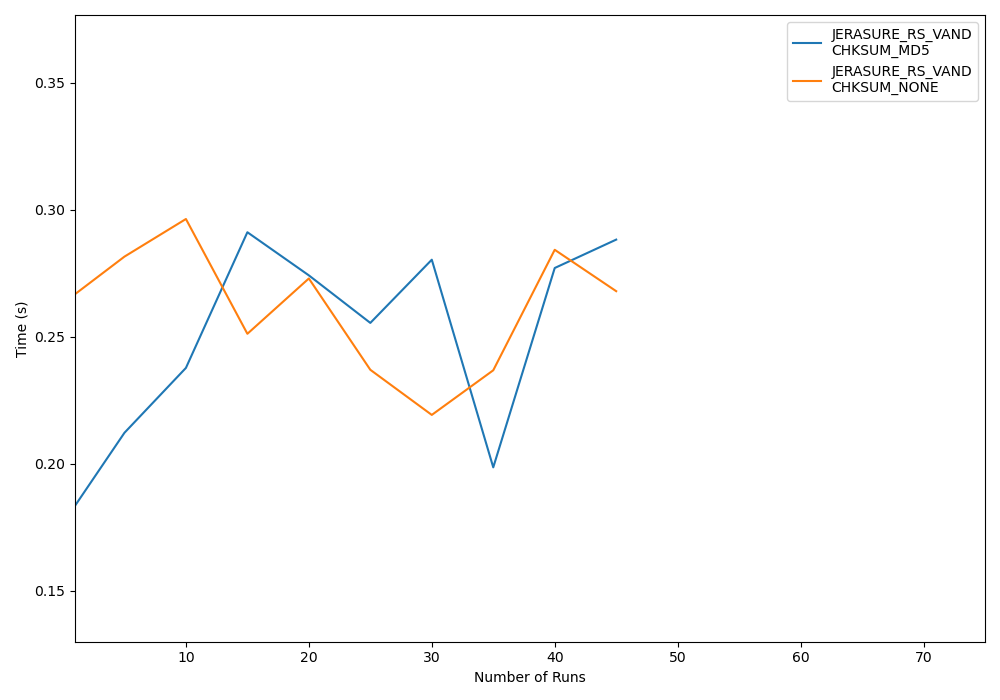 JERASURE_RS_VAND
CHKSUM_MD5
JERASURE_RS_VAND
CHKSUM_NONE
Time (s)
0.35
0.30
0.25
0.20
0.15
10 20 30 40 50 60 70
Number of Runs